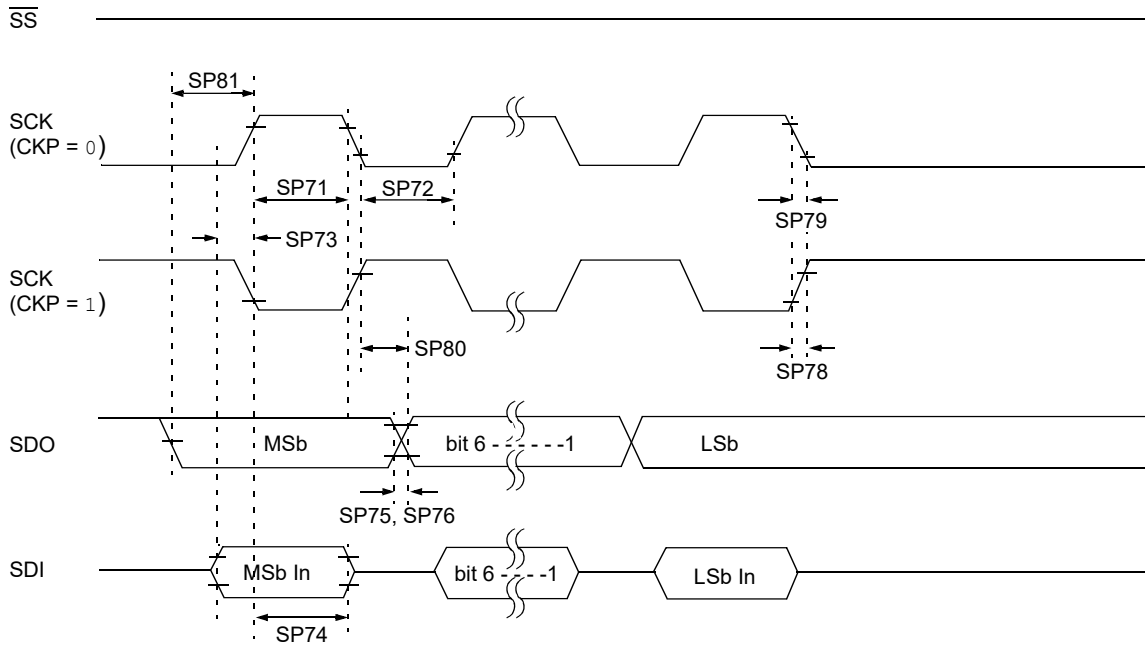 SS
SP81
SCK
(CKP = 0)
SP71
SP72
SP79
SP73
SCK
(CKP = 1)
SP80
SP78
SDO
MSb
bit 6 - - - - - -1
LSb
SP75, SP76
SDI
MSb In
bit 6 - - - - -1
LSb In
SP74